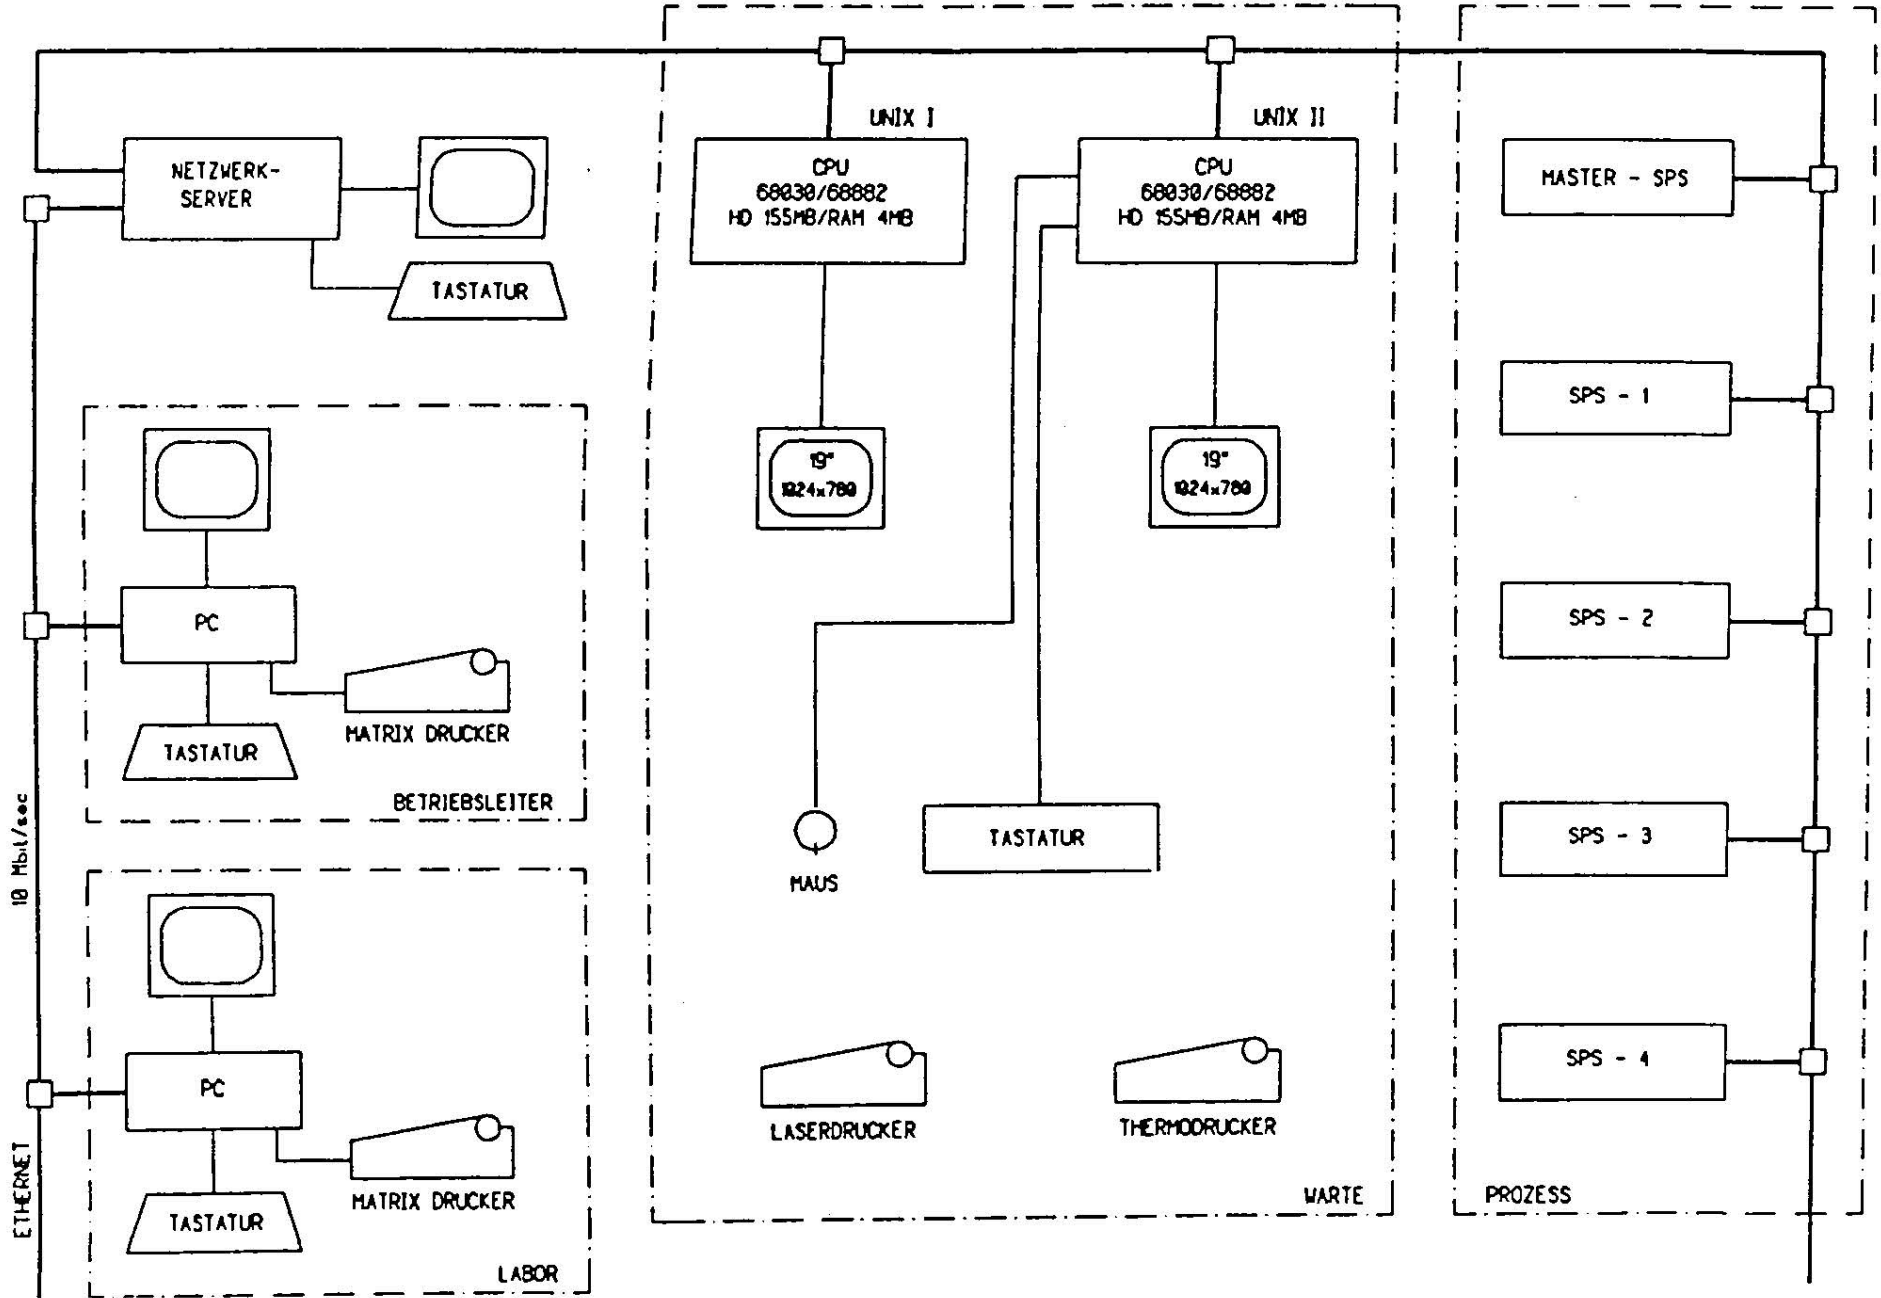 UNIX I
UNIX II
NETZWERK-
SERVER
TASTATUR
CPU
68030/68882
HD 155MB/RAM 4MB
CPU
68030/68882
HD 155MB/RAM 4MB
MASTER - SPS
SPS - 1
19"
1024x780
19"
1024x780
SPS - 2
PC
MATRIX DRUCKER
TASTATUR
BETRIEBSLEITER
10 Mbit/sec
MAUS
TASTATUR
SPS - 3
SPS - 4
PC
MATRIX DRUCKER
TASTATUR
LABOR
ETHERNET
LASERDRUCKER
THERMODRUCKER
WARTE
PROZESS